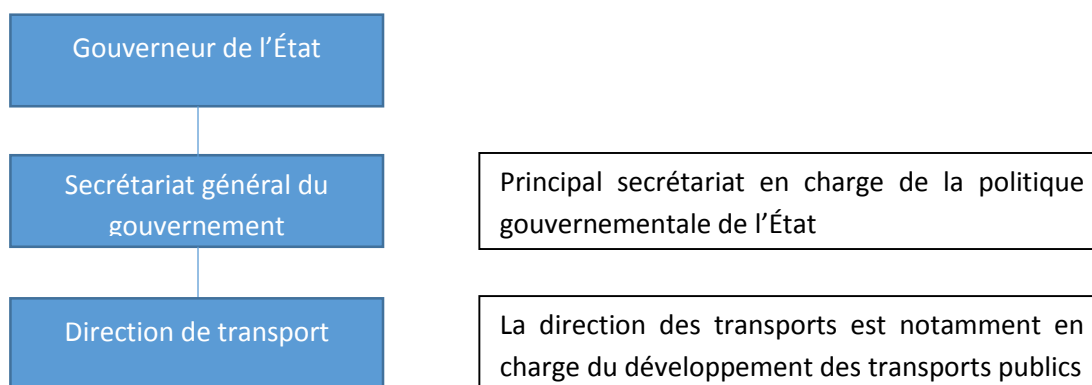 Gouverneur de l’État
Secrétariat général du
gouvernement
Principal secrétariat en charge de la politique
gouvernementale de l’État
Direction de transport
La direction des transports est notamment en
charge du développement des transports publics